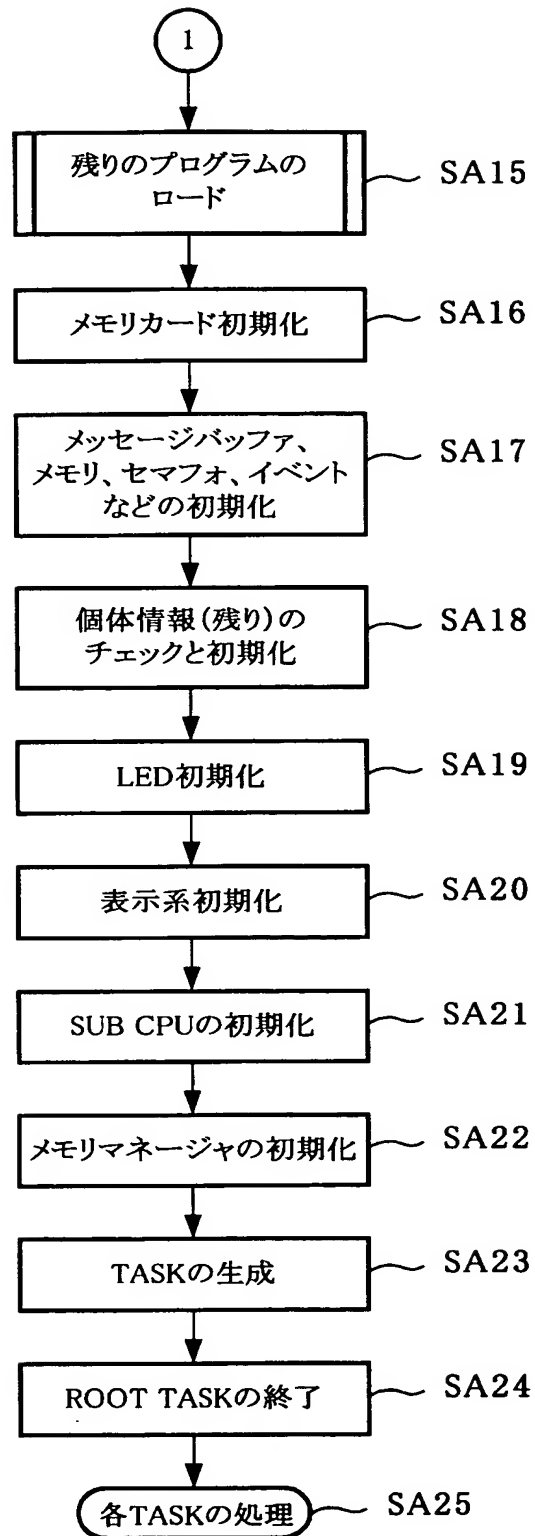 1
残りのプログラムの
ロード
SA15
メモリカード初期化
SA16
メッセージバッファ、
メモリ、セマフォ、イベント
などの初期化
SA17
個体情報(残り)の
チェックと初期化
SA18
LED初期化
SA19
表示系初期化
SA20
SUB CPUの初期化
SA21
メモリマネージャの初期化
SA22
TASKの生成
SA23
ROOT TASKの終了
SA24
各TASKの処理
SA25